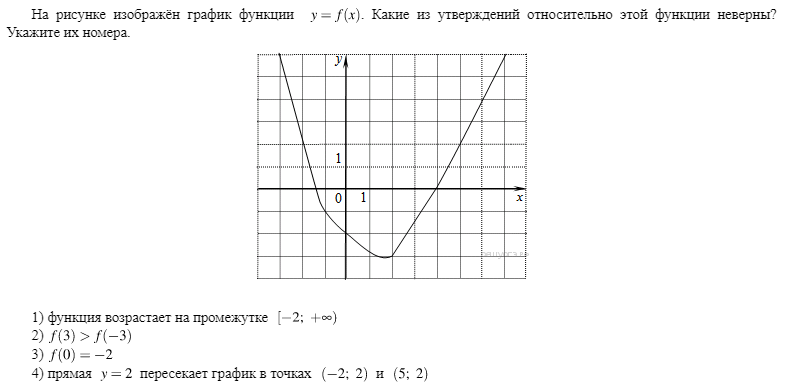 На рисунке изображён график функции y = f(x). Какие из утверждений относительно этой функции неверны?
Укажите их номера.
y
1
0 1 x
1) функция возрастает на промежутке [−2; +∞)
2) f(3) > f(−3)
3) f(0) = −2
4) прямая y = 2 пересекает график в точках (−2; 2) и (5; 2)